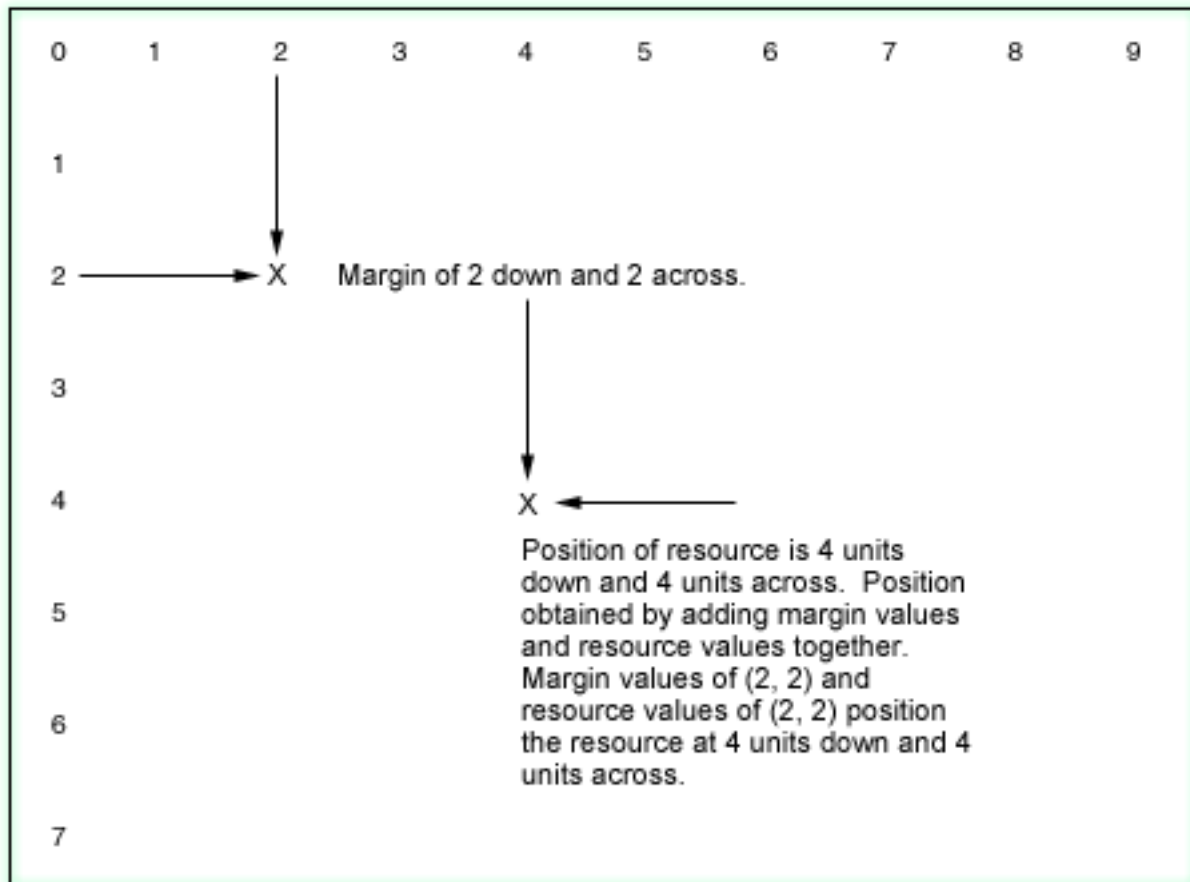 0 1 2 3 4 5 6 7 8 9
1
2 X Margin of 2 down and 2 across.
3
4 X
Position of resource is 4 units
down and 4 units across. Position
5 obtained by adding margin values
and resource values together.
Margin values of (2, 2) and
6 resource values of (2, 2) position
the resource at 4 units down and 4
units across.
7